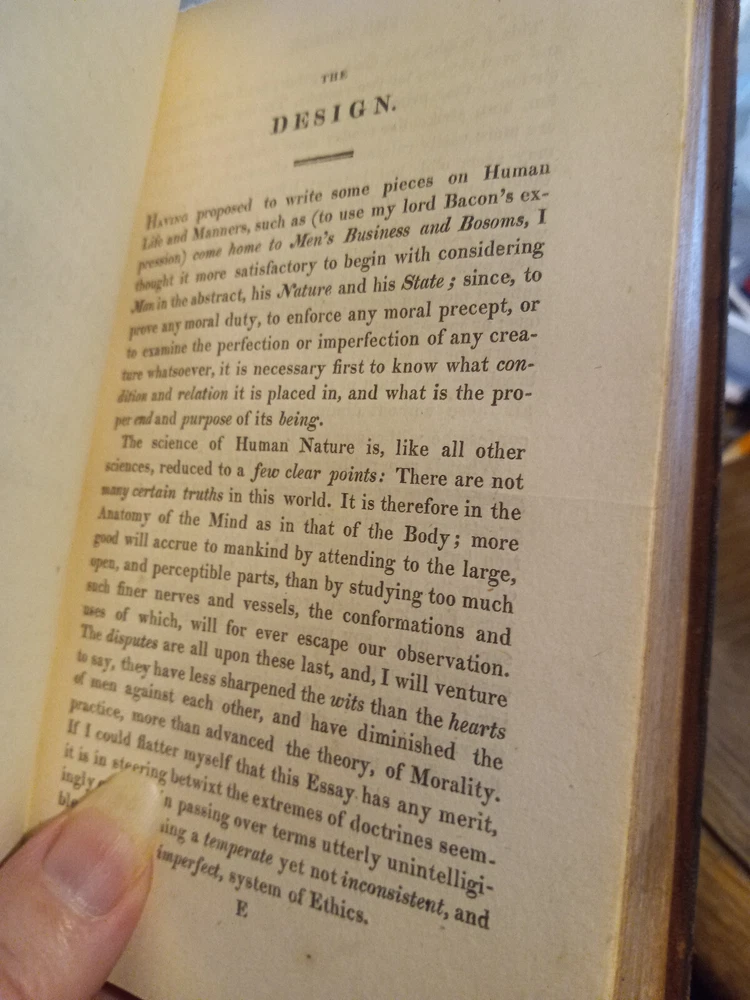 THE
DESIGN.
HAVING proposed to write some pieces on Human
Life and Manners, such as (to use my lord Bacon's ex-
pression) come home to Men's Business and Bosoms, I
thought it more satisfactory to begin with considering
Man in the abstract, his Nature and his State; since, to
prove any moral duty, to enforce any moral precept, or
to examine the perfection or imperfection of any crea-
ture whatsoever, it is necessary first to know what con-
dition and relation it is placed in, and what is the pro-
per end and purpose of its being.
The science of Human Nature is, like all other
sciences, reduced to a few clear points: There are not
many certain truths in this world. It is therefore in the
Anatomy of the Mind as in that of the Body; more
good will accrue to mankind by attending to the large,
open, and perceptible parts, than by studying too much
such finer nerves and vessels, the conformations and
uses of which, will for ever escape our observation.
The disputes are all upon these last, and, I will venture
to say, they have less sharpened the wits than the hearts
of men against each other, and have diminished the
practice, more than advanced the theory, of Morality.
If I could flatter myself that this Essay has any merit,
it is in steering betwixt the extremes of doctrines seem-
ingly in passing over terms utterly unintelligi-
a temperate yet not inconsistent, and
imperfect, system of Ethics.
E